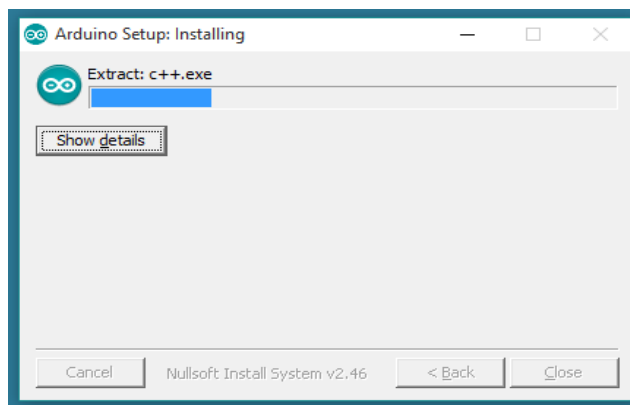 Arduino Setup: Installing
Extract: c++.exe
Show details
Cancel Nullsoft Install System v2.46 < Back Close